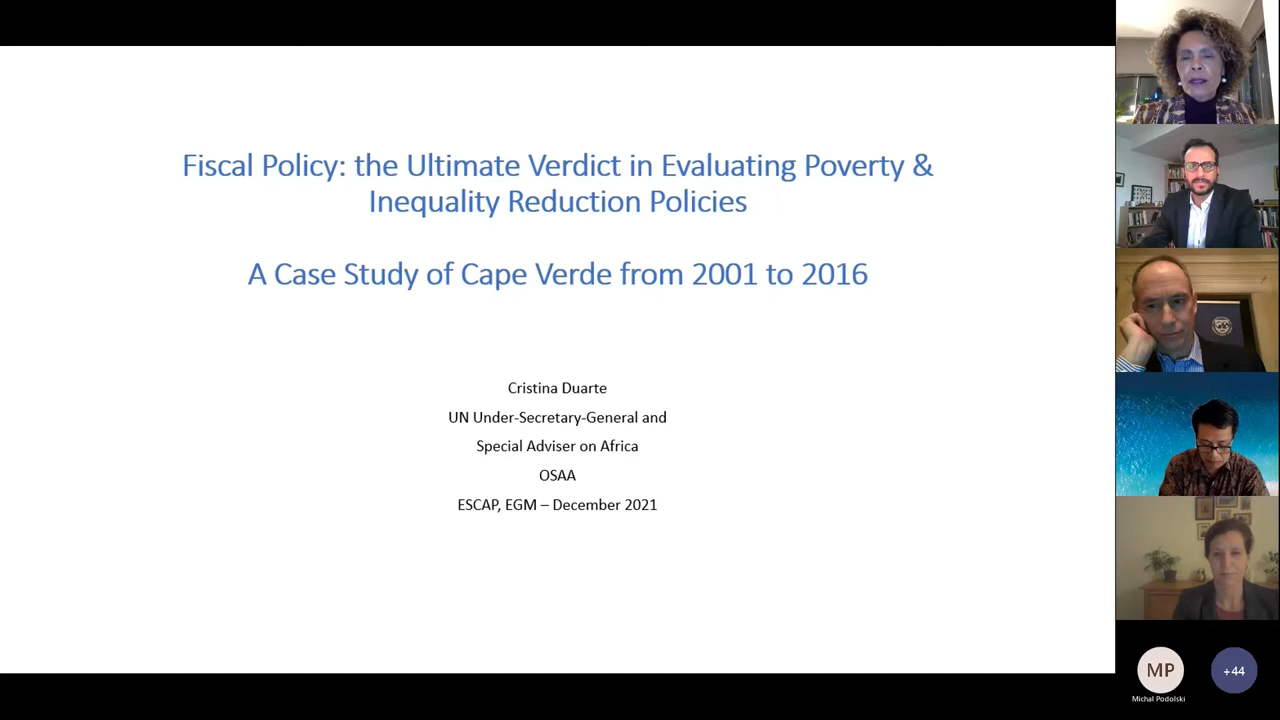 Fiscal Policy: the Ultimate Verdict in Evaluating Poverty &
Inequality Reduction Policies
A Case Study of Cape Verde from 2001 to 2016
Cristina Duarte
UN Under-Secretary-General and
Special Adviser on Africa
OSAA
ESCAP, EGM – December 2021
MP
+44
Michal Podolski